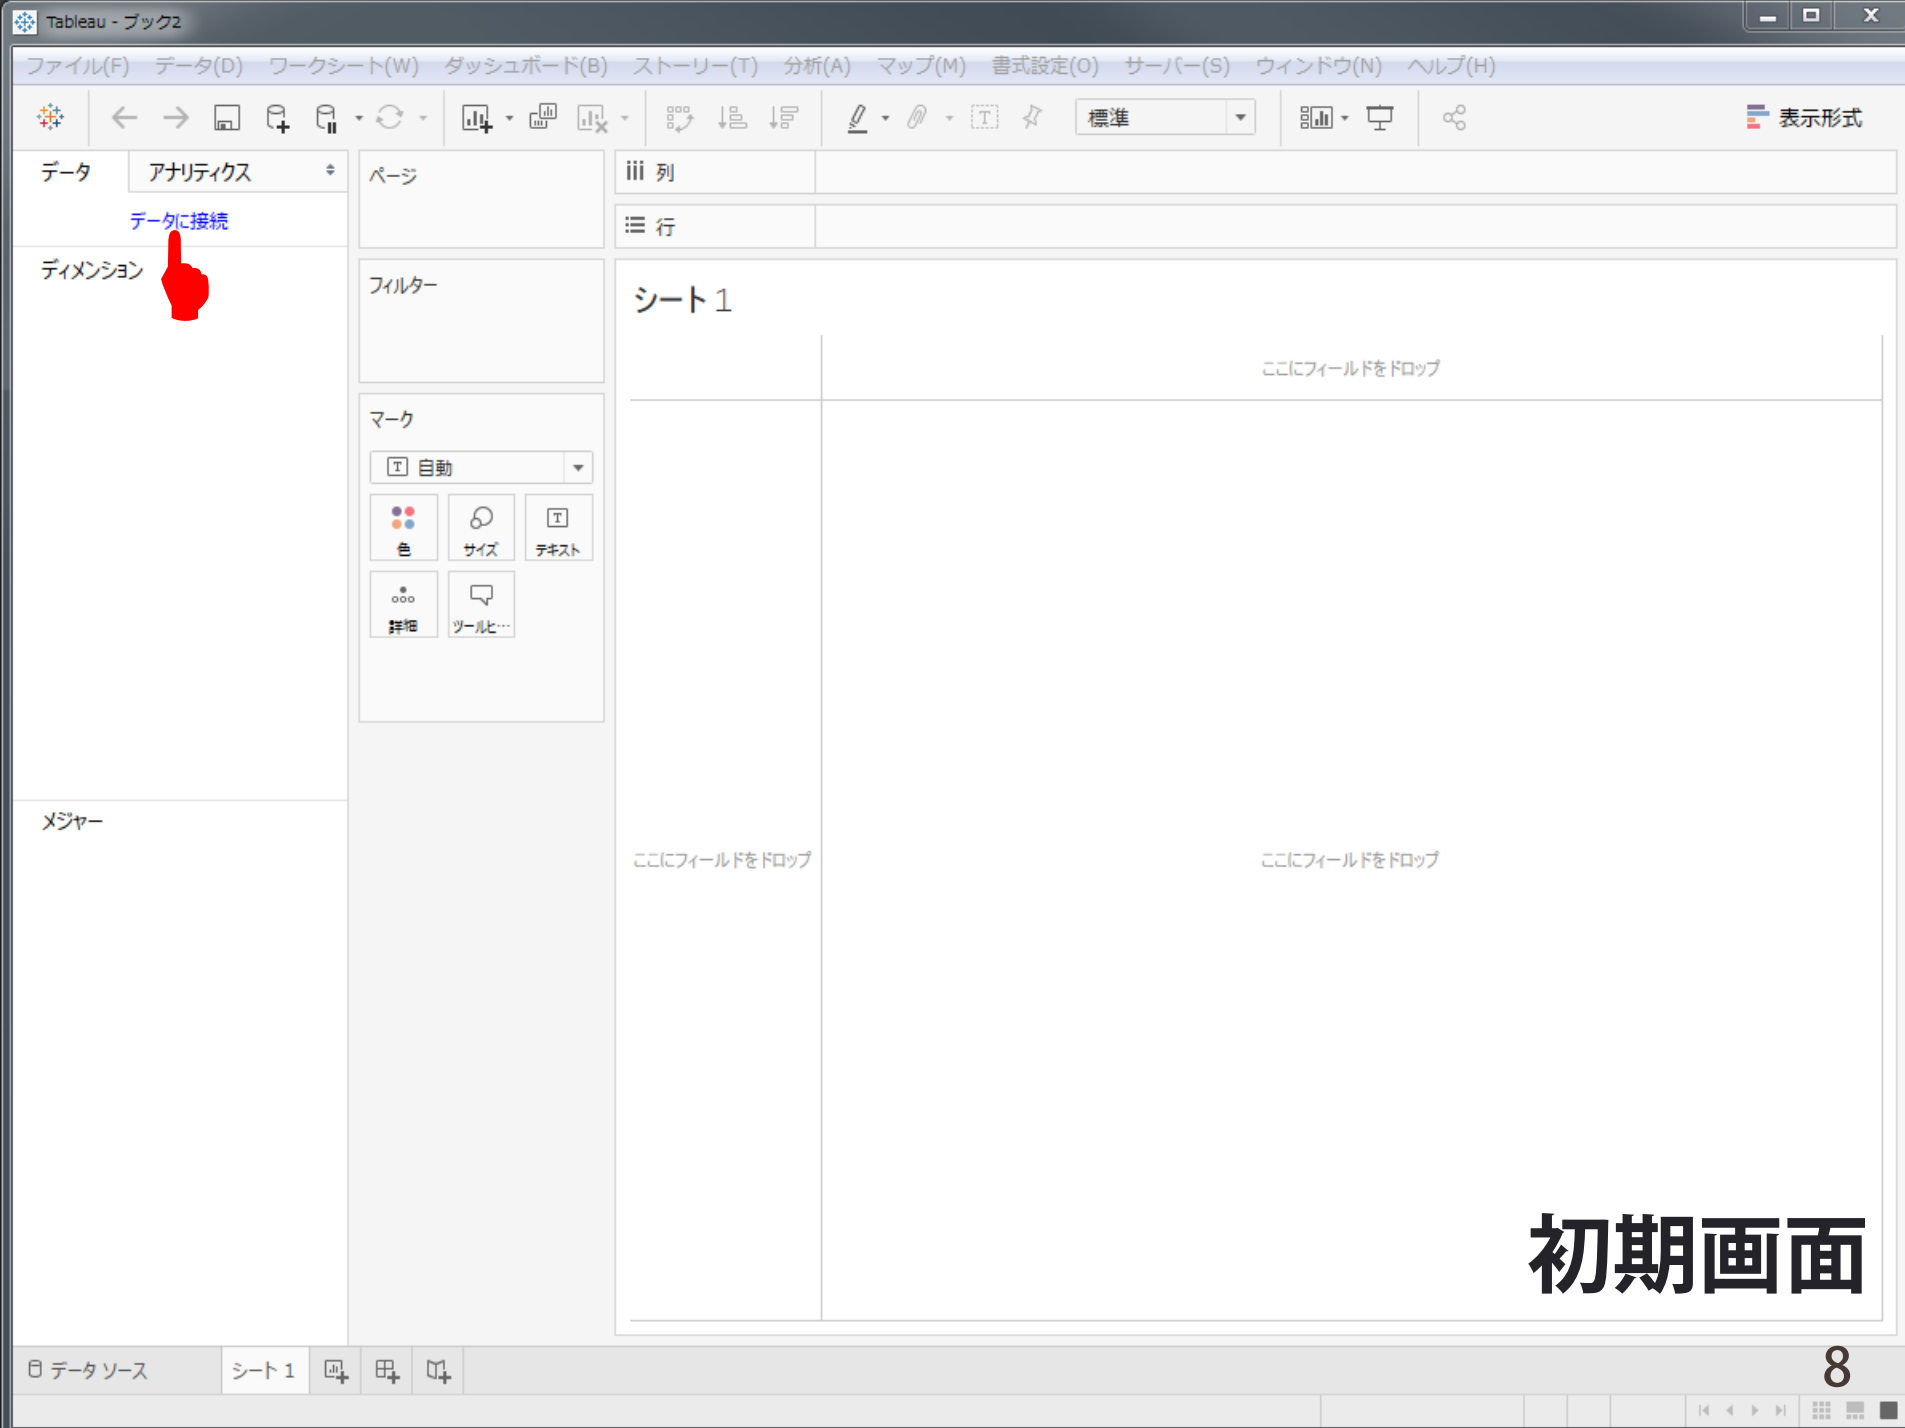 Tableau - ブック2
ファイル(F) データ(D) ワークシート(W) ダッシュボード(B) ストーリー(T) 分析(A) マップ(M) 書式設定(O) サーバー(S) ウィンドウ(N) ヘルプ(H)
標準
表示形式
データ アナリティクス
データに接続
ディメンション
メジャー
ページ
フィルター
マーク
自動
色 サイズ テキスト
詳細 ツールヒ…
列
行
シート 1
ここにフィールドをドロップ
ここにフィールドをドロップ ここにフィールドをドロップ
初期画面
データ ソース シート 1
8